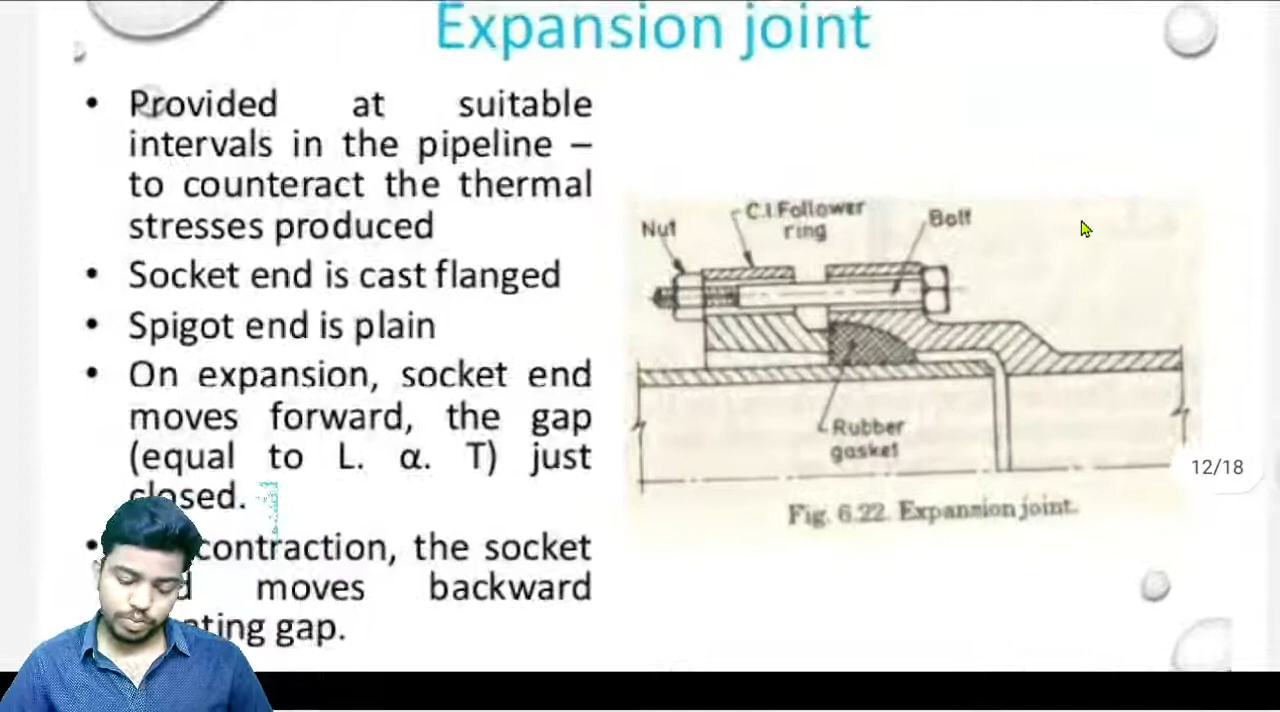 Expansion joint
• Provided at suitable
intervals in the pipeline –
to counteract the thermal
stresses produced
• Socket end is cast flanged
• Spigot end is plain
• On expansion, socket end
moves forward, the gap
(equal to L. α. T) just
closed.
• contraction, the socket
moves backward
gap.
Nut
C.I Follower
ring
Bolt
Rubber
gasket
12/18
Fig. 6.22. Expansion joint.